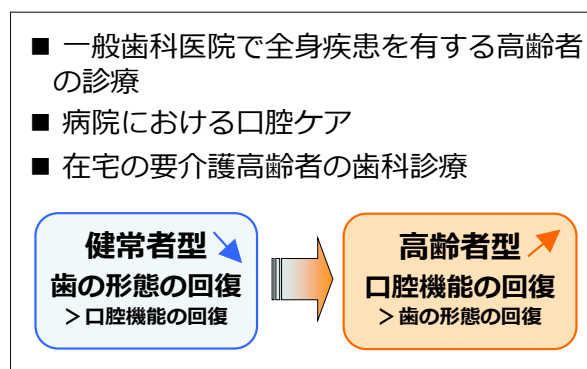 ■ 一般歯科医院で全身疾患を有する高齢者
の診療
■ 病院における口腔ケア
■ 在宅の要介護高齢者の歯科診療
健常者型
歯の形態の回復
＞口腔機能の回復
高齢者型
口腔機能の回復
＞歯の形態の回復